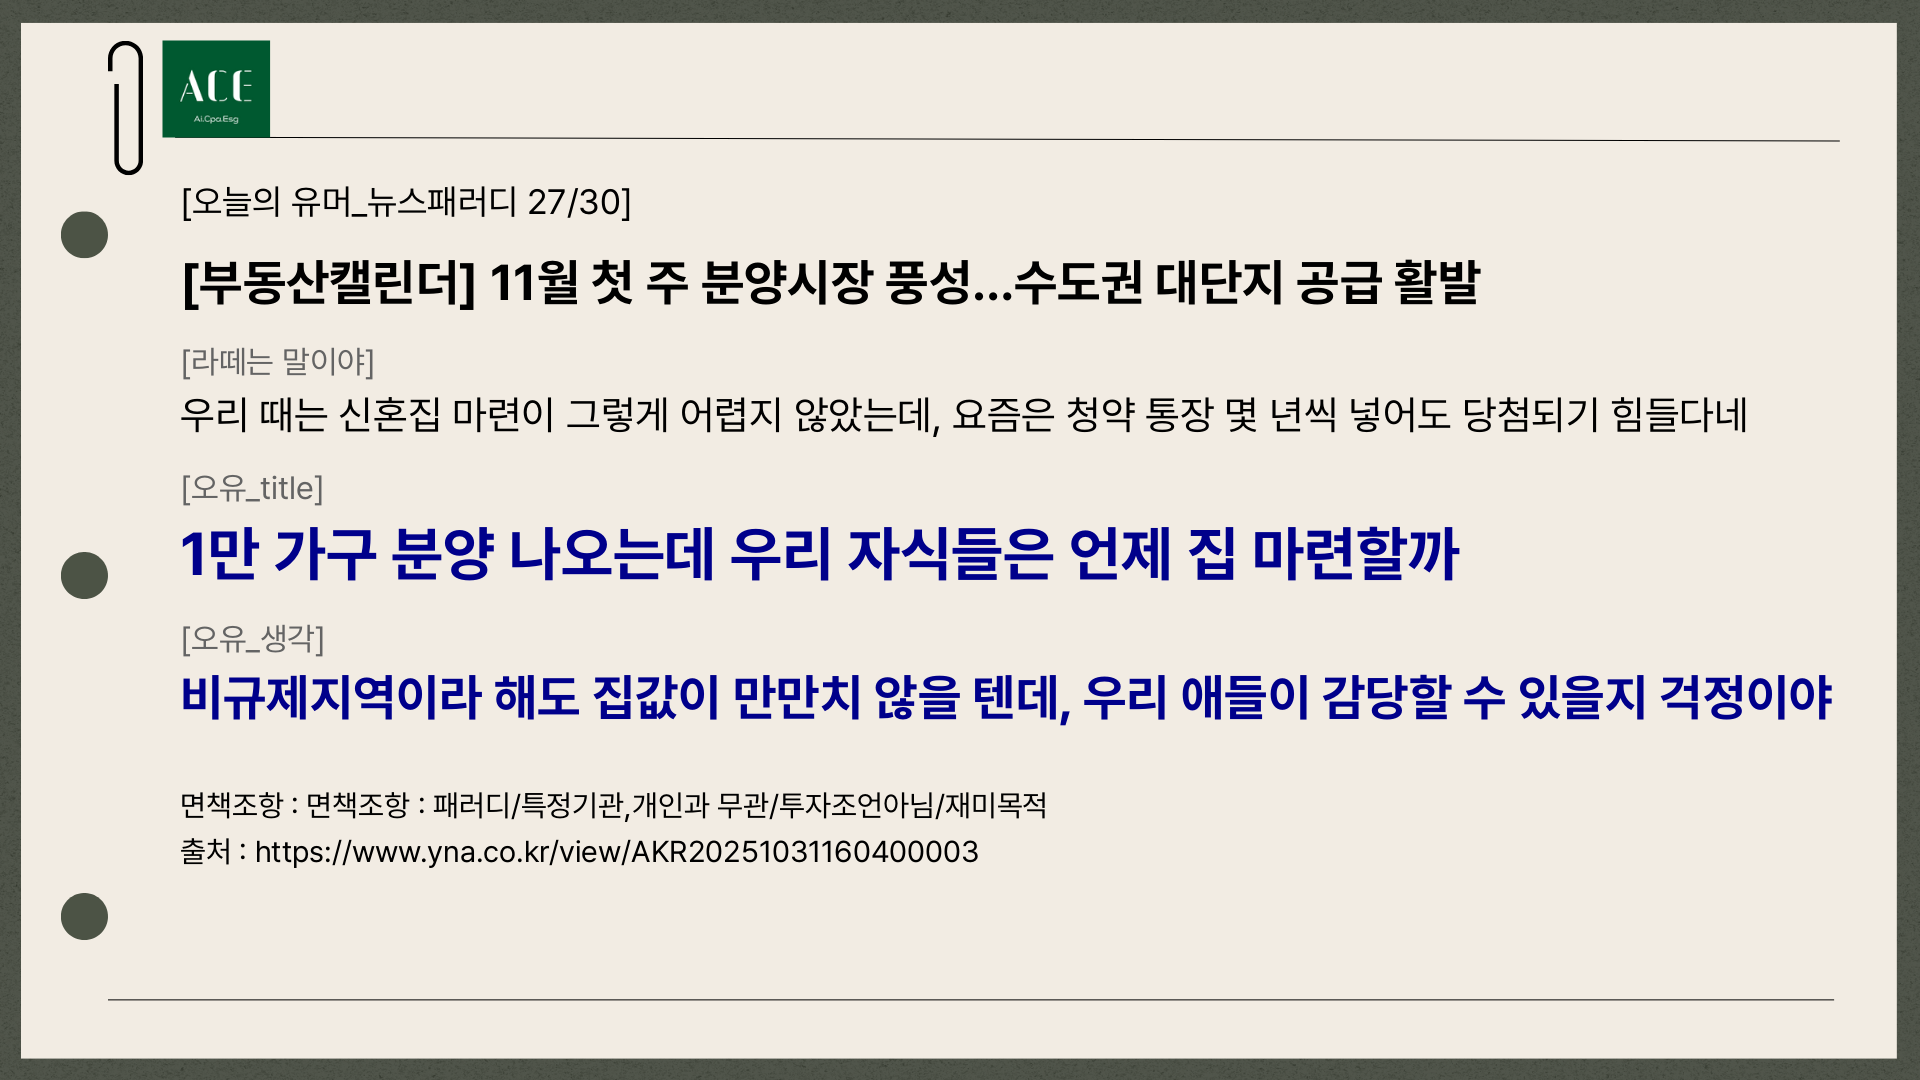 ACE
Ai.Cpa.Esg
[오늘의 유머_뉴스패러디 27/30]
[부동산캘린더] 11월 첫 주 분양시장 풍성...수도권 대단지 공급 활발
[라떼는 말이야]
우리 때는 신혼집 마련이 그렇게 어렵지 않았는데, 요즘은 청약 통장 몇 년씩 넣어도 당첨되기 힘들다네
[오유_title]
1만 가구 분양 나오는데 우리 자식들은 언제 집 마련할까
[오유_생각]
비규제지역이라 해도 집값이 만만치 않을 텐데, 우리 애들이 감당할 수 있을지 걱정이야
면책조항 : 면책조항 : 패러디/특정기관,개인과 무관/투자조언아님/재미목적
출처 : https://www.yna.co.kr/view/AKR20251031160400003